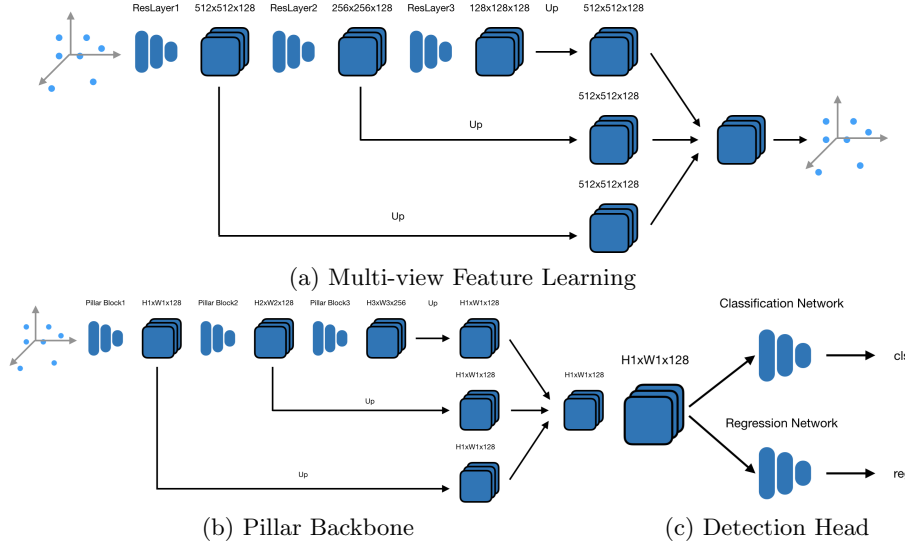 ResLayer1 512x512x128 ResLayer2 256x256x128 ResLayer3 128x128x128 Up 512x512x128
512x512x128
Up
512x512x128
Up
(a) Multi-view Feature Learning
Pillar Block1 H1xW1x128 Pillar Block2 H2xW2x128 Pillar Block3 H3xW3x256 Up H1xW1x128
H1xW1x128 H1xW1x128
Up
H1xW1x128
Up
(b) Pillar Backbone
Classification Network
H1xW1x128
cls
Regression Network
reg
(c) Detection Head